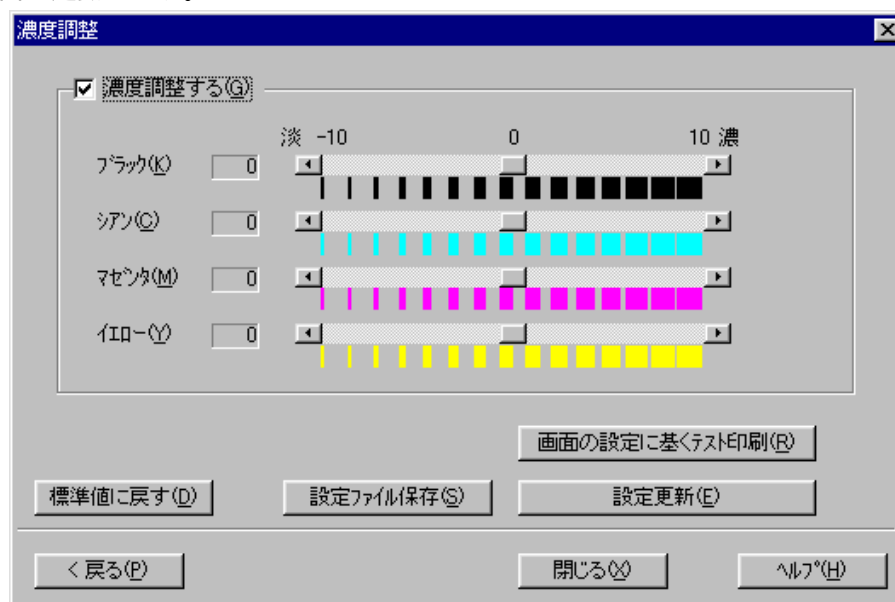 濃度調整
濃度調整する(G)
淡 -10 0 10 濃
ﾌﾞﾗｯｸ(K) 0
ｼｱﾝ(C) 0
ﾏｾﾞﾝﾀ(M) 0
ｲｴﾛｰ(Y) 0
画面の設定に基くﾃｽﾄ印刷(R)
標準値に戻す(D) 設定ﾌｧｲﾙ保存(S) 設定更新(E)
< 戻る(P) 閉じる(X) ﾍﾙﾌﾟ(H)